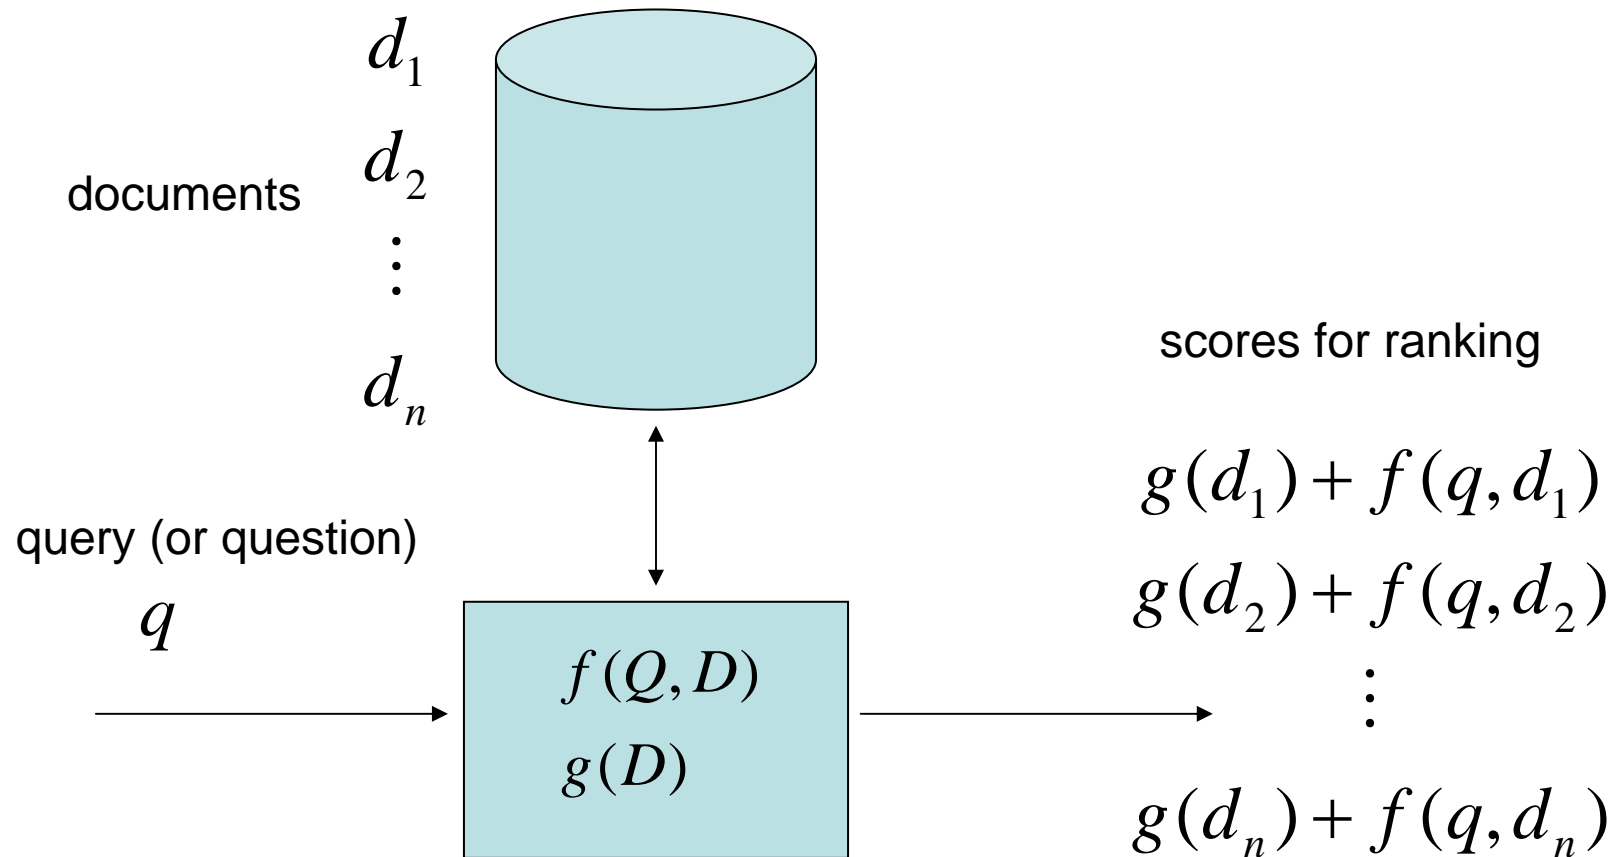 d₁
d₂
documents
⋮
dₙ
scores for ranking
g(d₁) + f(q, d₁)
query (or question)
g(d₂) + f(q, d₂)
q
f(Q, D)
⋮
g(D)
g(dₙ) + f(q, dₙ)